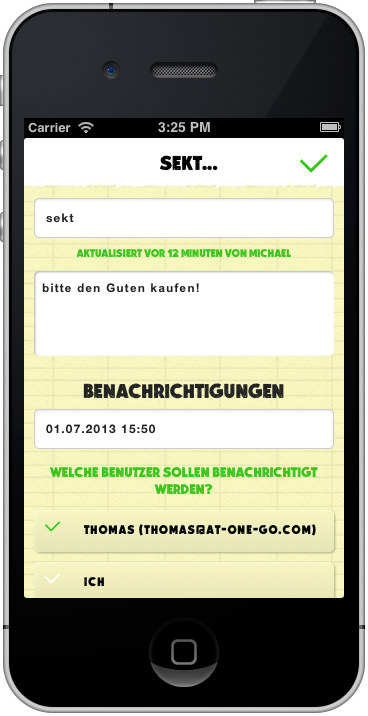 Carrier 3:25 PM
SEKT...
sekt
AKTUALISIERT VOR 12 MINUTEN VON MICHAEL
bitte den Guten kaufen!
BENACHRICHTIGUNGEN
01.07.2013 15:50
WELCHE BENUTZER SOLLEN BENACHRICHTIGT
WERDEN?
THOMAS (THOMAS@AT-ONE-GO.COM)
ICH